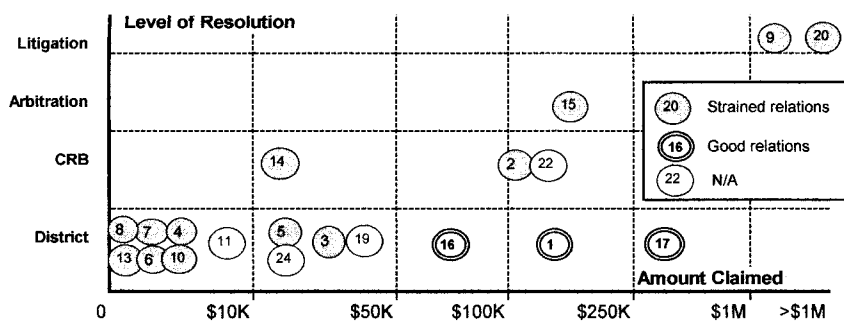 Level of Resolution
Litigation
9 20
Arbitration
15
20 Strained relations
16 Good relations
22 N/A
CRB
14 2 22
District
8 7 4 11 5 3 19 16 1 17
13 6 10 24
Amount Claimed
0 $10K $50K $100K $250K $1M >$1M